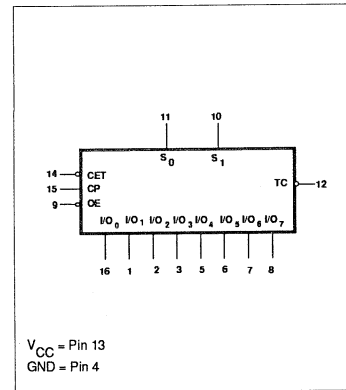 11 10
S0 S1
14 CET
15 CP
TC 12
9 OE
I/O0 I/O1 I/O2 I/O3 I/O4 I/O5 I/O6 I/O7
16 1 2 3 5 6 7 8
VCC = Pin 13
GND = Pin 4